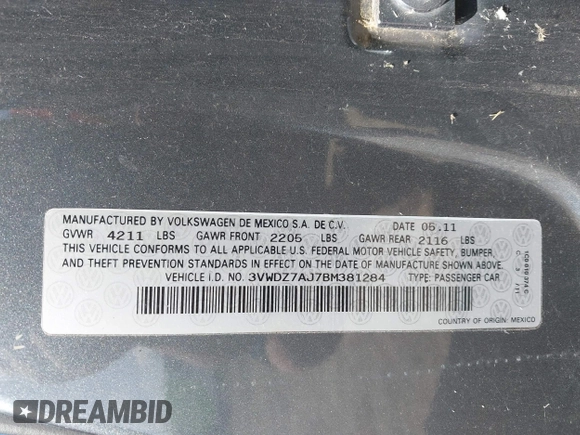 MANUFACTURED BY VOLKSWAGEN DE MEXICO S.A. DE C.V. DATE 05.11
GVWR 4211 LBS GAWR FRONT 2205 LBS GAWR REAR 2116 LBS
THIS VEHICLE CONFORMS TO ALL APPLICABLE U.S. FEDERAL MOTOR VEHICLE SAFETY, BUMPER,
AND THEFT PREVENTION STANDARDS IN EFFECT ON THE DATE OF MANUFACTURE SHOWN ABOVE.
VEHICLE I.D. NO. 3VWDZ7AJ7BM381284 TYPE: PASSENGER CAR
COUNTRY OF ORIGIN: MEXICO
DREAMBID